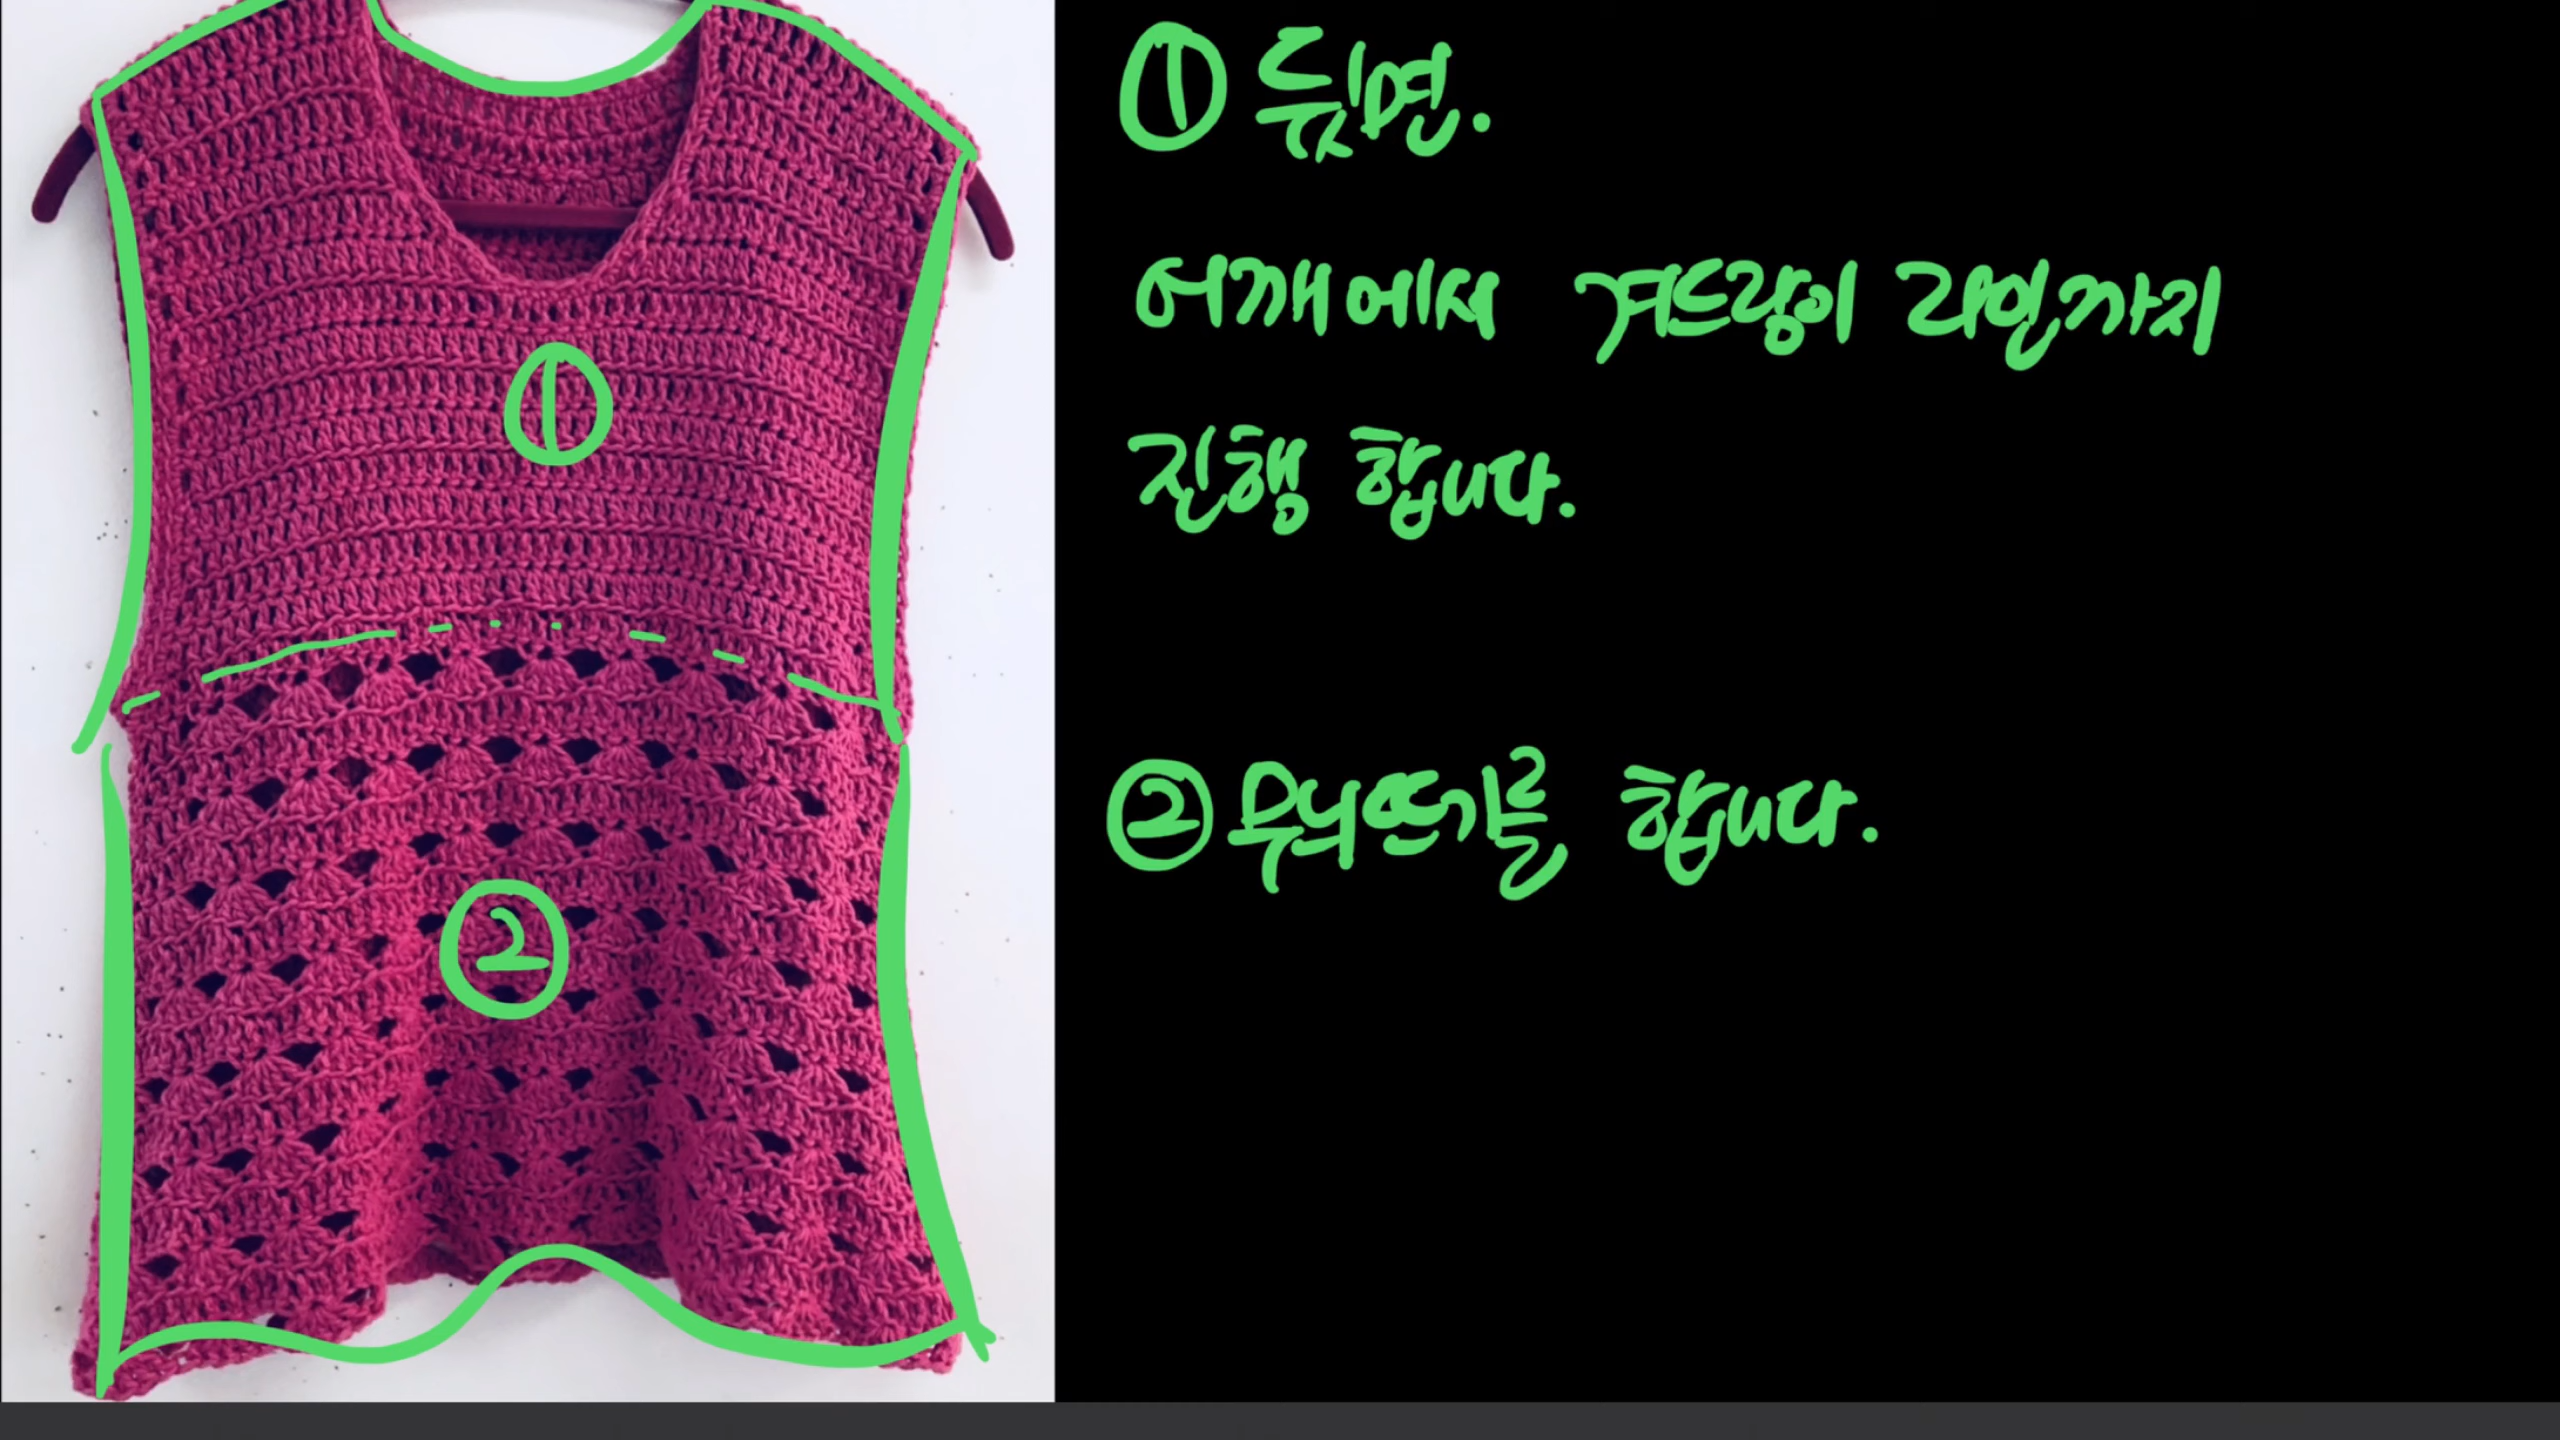 ①
②
① 뒷면.
어깨에서 겨드랑이 라인까지
진행 합니다.
② 무늬뜨기를 합니다.